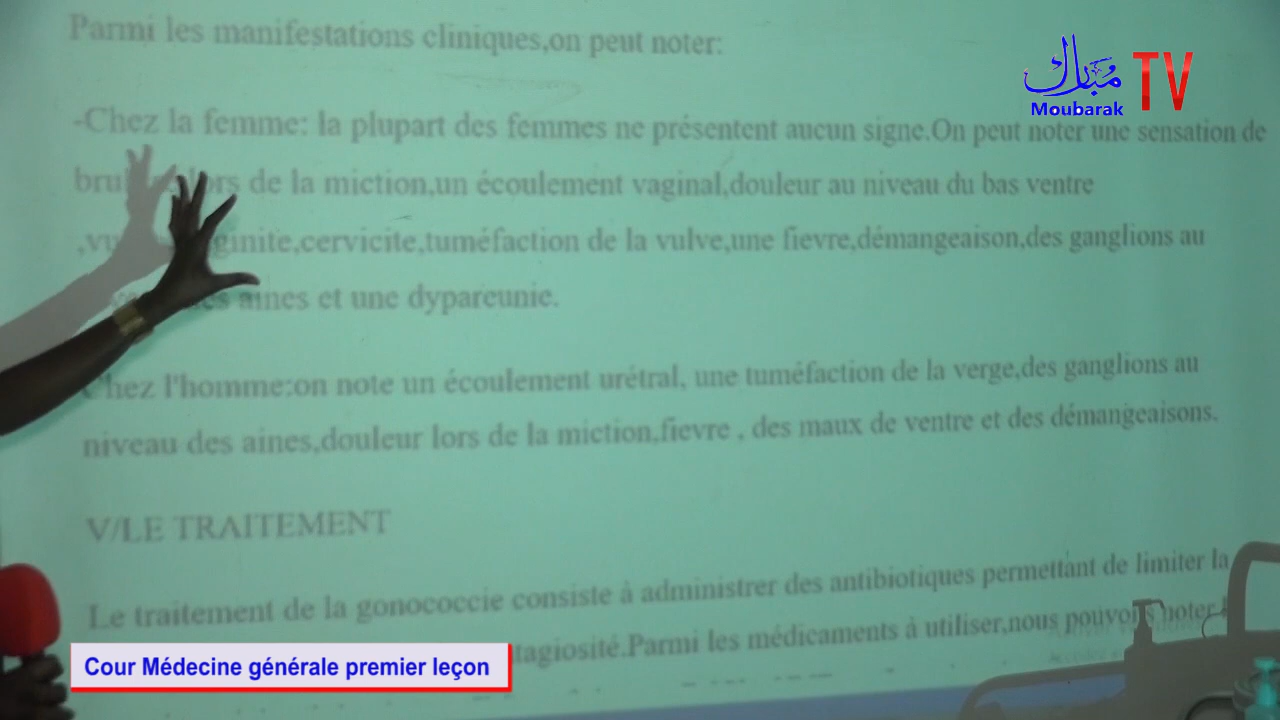 Parmi les manifestations cliniques,on peut noter:
مبارك TV
Moubarak
-Chez la femme: la plupart des femmes ne présentent aucun signe.On peut noter une sensation de
lors de la miction,un écoulement vaginal,douleur au niveau du bas ventre
,cervicite,tuméfaction de la vulve,une fievre,démangeaison,des ganglions au
aines et une dypareunie.
Chez l'homme:on note un écoulement urétral, une tuméfaction de la verge,des ganglions au
niveau des aines,douleur lors de la miction,fievre , des maux de ventre et des démangeaisons.
V/LE TRAITEMENT
Le traitement de la gonococcie consiste à administrer des antibiotiques permettant de limiter la
.Parmi les médicaments à utiliser,nous pouvons noter
Cour Médecine générale premier leçon